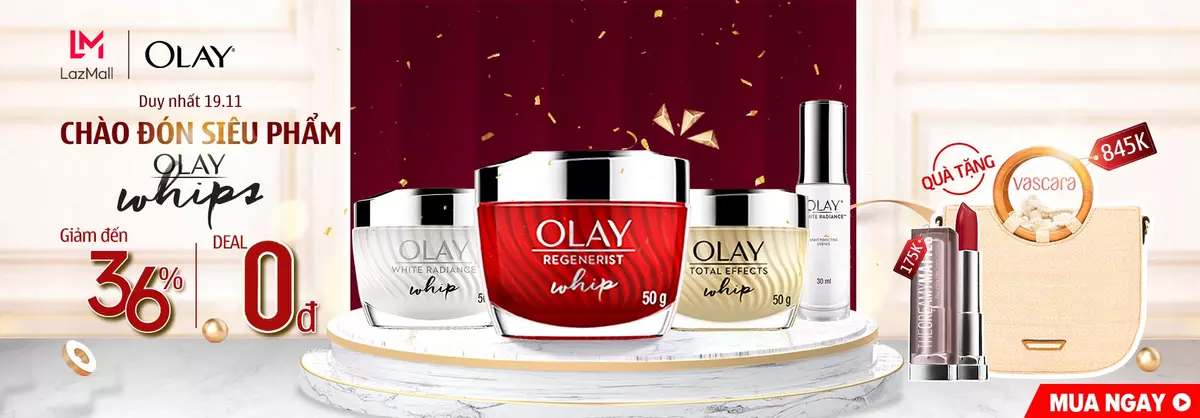 LazMall
OLAY
Duy nhất 19.11
CHÀO ĐÓN SIÊU PHẨM
OLAY
whips
Giảm đến
36%
DEAL
0đ
OLAY
WHITE RADIANCE
whip
OLAY
REGENERIST
whip
50 g
OLAY
TOTAL EFFECTS
whip
50 g
OLAY
WHITE RADIANCE™
30 ml
QUÀ TẶNG
845K
vascara
175K
THECREAMYMATTES
MUA NGAY